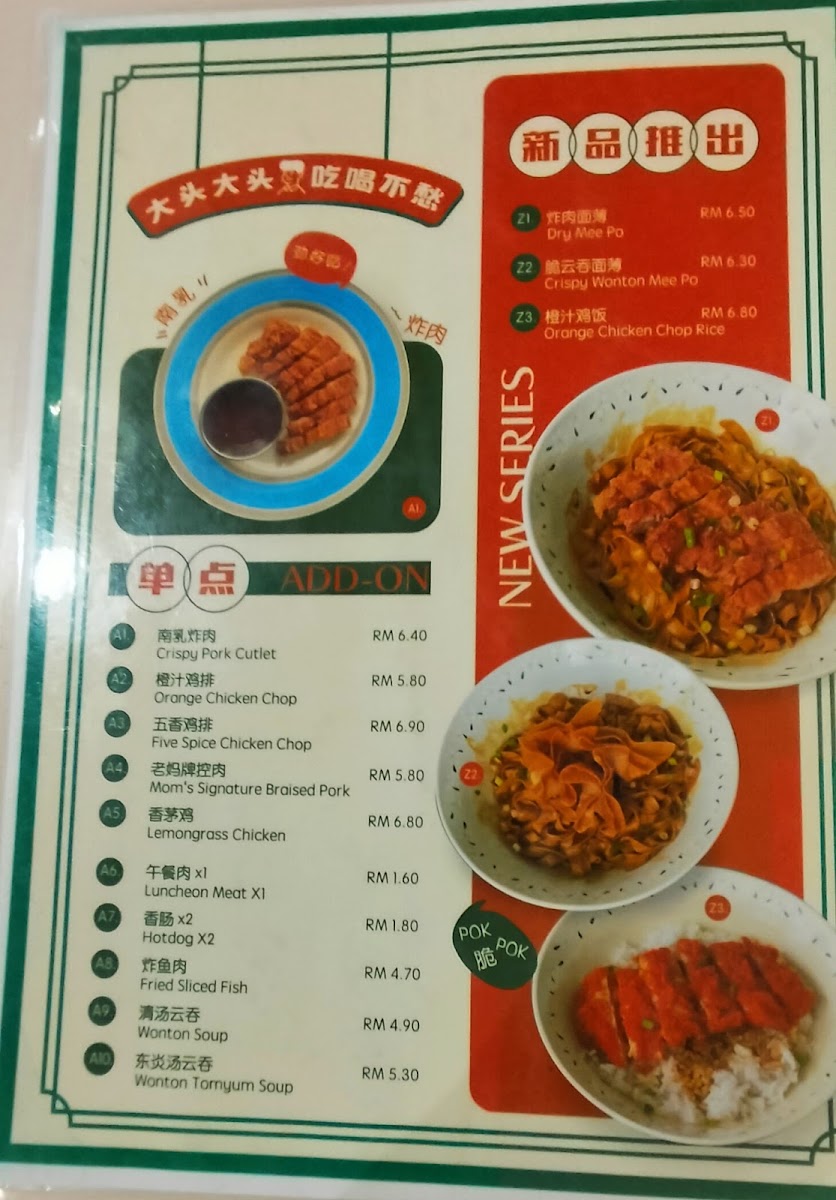 大头大头 吃喝不愁
南乳
炸肉
A1.
单点 ADD-ON
A1. 南乳炸肉 RM 6.40
Crispy Pork Cutlet
A2 橙汁鸡排 RM 5.80
Orange Chicken Chop
A3 五香鸡排 RM 6.90
Five Spice Chicken Chop
A4 老妈牌控肉 RM 5.80
Mom's Signature Braised Pork
A5 香茅鸡 RM 6.80
Lemongrass Chicken
A6 午餐肉 x1 RM 1.60
Luncheon Meat X1
A7 香肠 x2 RM 1.80
Hotdog X2
A8 炸鱼肉 RM 4.70
Fried Sliced Fish
A9 清汤云吞 RM 4.90
Wonton Soup
A10 东炎汤云吞 RM 5.30
Wonton Tomyum Soup
新品推出
Z1. 炸肉面薄 RM 6.50
Dry Mee Po
Z2. 脆云吞面薄 RM 6.30
Crispy Wonton Mee Po
Z3. 橙汁鸡饭 RM 6.80
Orange Chicken Chop Rice
NEW SERIES
Z1.
Z2.
POK
脆 POK
Z3.